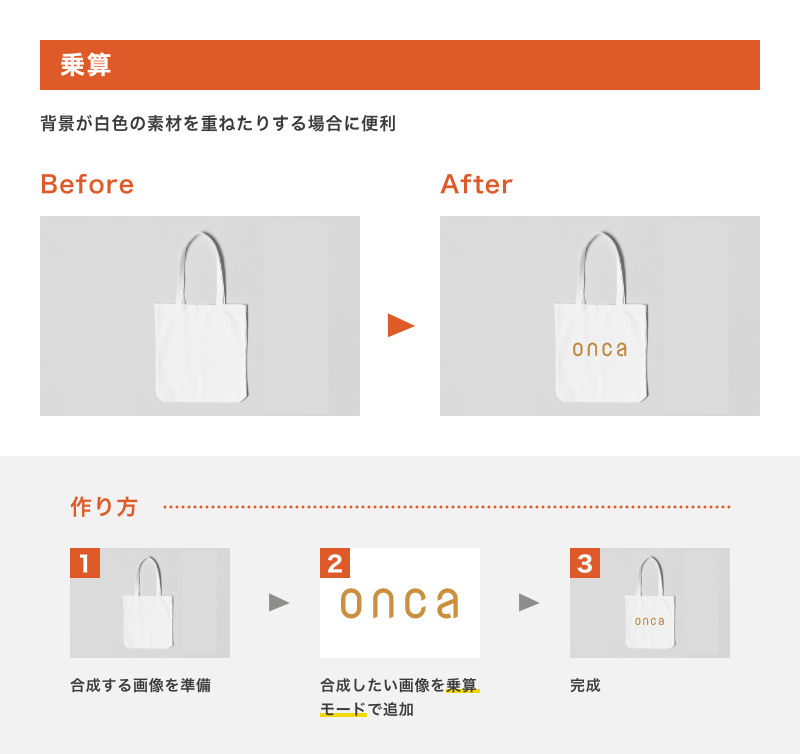 乗算
背景が白色の素材を重ねたりする場合に便利
Before
After
onca
作り方
1
2
onca
3
onca
合成する画像を準備
合成したい画像を乗算
モードで追加
完成